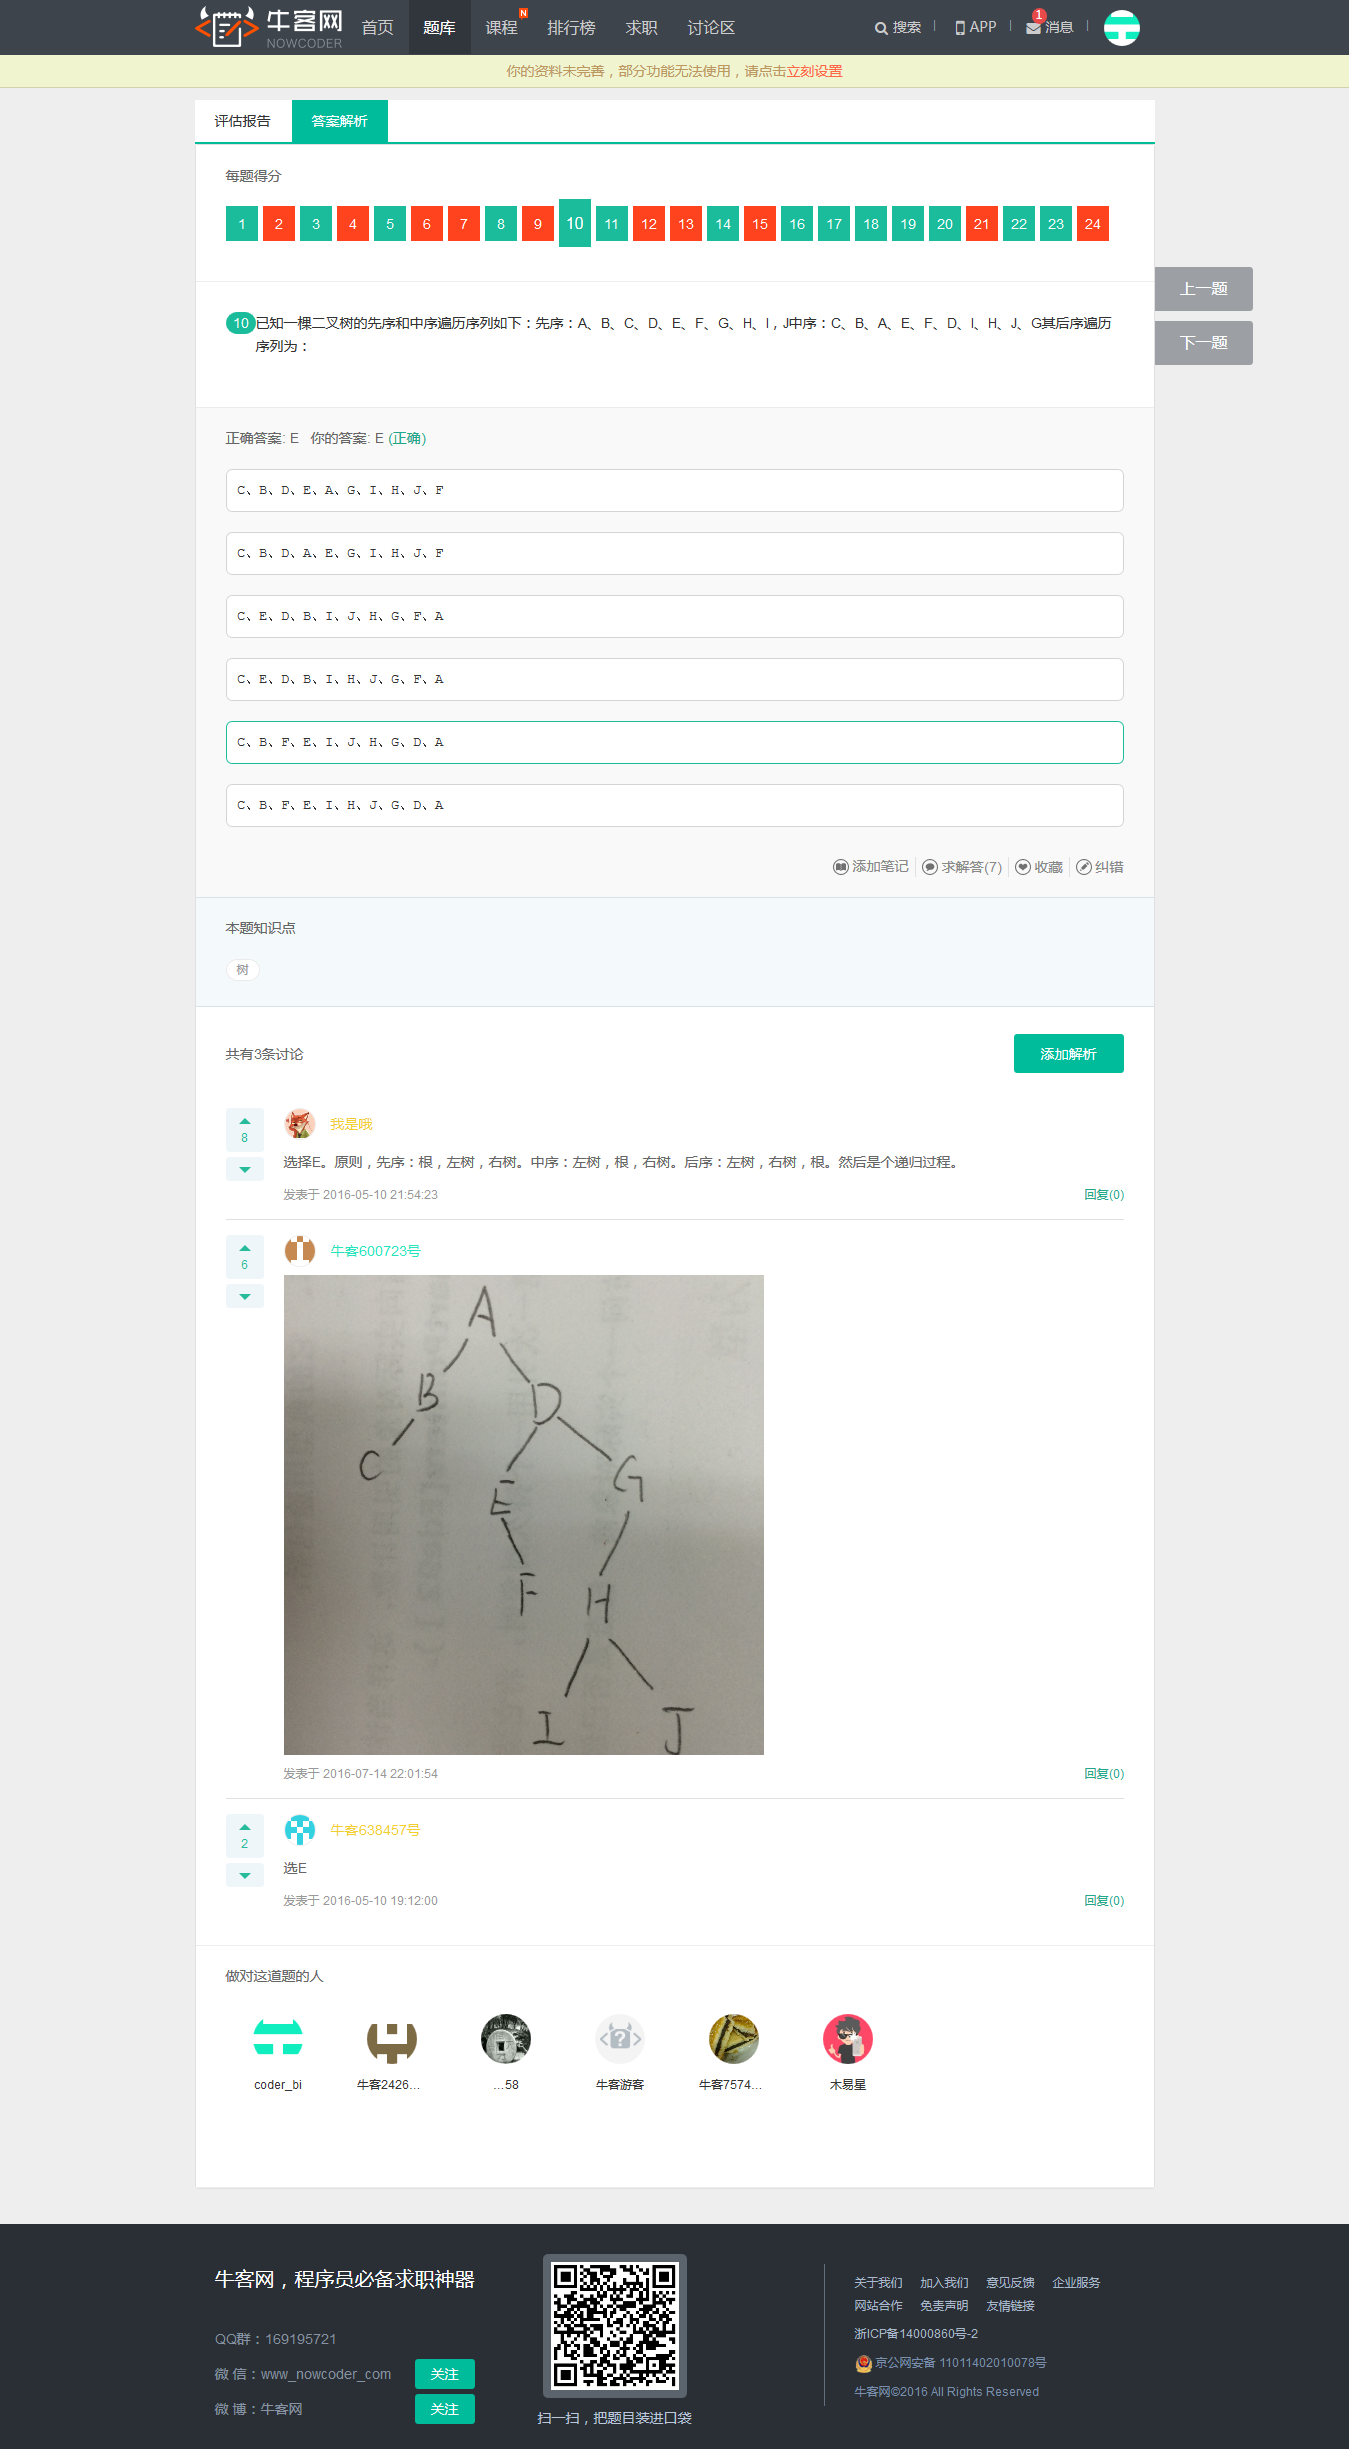 牛客网
NOWCODER
首页 题库 课程 N 排行榜 求职 讨论区 搜索 APP 1 消息
你的资料未完善，部分功能无法使用，请点击立刻设置
评估报告 答案解析
每题得分
1 2 3 4 5 6 7 8 9 10 11 12 13 14 15 16 17 18 19 20 21 22 23 24
上一题
下一题
10 已知一棵二叉树的先序和中序遍历序列如下：先序：A、B、C、D、E、F、G、H、I，J中序：C、B、A、E、F、D、I、H、J、G其后序遍历
序列为：
正确答案: E 你的答案: E (正确)
C、B、D、E、A、G、I、H、J、F
C、B、D、A、E、G、I、H、J、F
C、E、D、B、I、J、H、G、F、A
C、E、D、B、I、H、J、G、F、A
C、B、F、E、I、J、H、G、D、A
C、B、F、E、I、H、J、G、D、A
添加笔记 求解答(7) 收藏 纠错
本题知识点
树
共有3条讨论 添加解析
8 我是哦
选择E。原则，先序：根，左树，右树。中序：左树，根，右树。后序：左树，右树，根。然后是个递归过程。
发表于 2016-05-10 21:54:23 回复(0)
6 牛客600723号
A
B D
C G
E
F H
I J
发表于 2016-07-14 22:01:54 回复(0)
2 牛客638457号
选E
发表于 2016-05-10 19:12:00 回复(0)
做对这道题的人
coder_bi 牛客2426... ...58 牛客游客 牛客7574... 木易星
牛客网，程序员必备求职神器
QQ群：169195721
微 信：www_nowcoder_com 关注
微 博：牛客网 关注
扫一扫，把题目装进口袋
关于我们 加入我们 意见反馈 企业服务
网站合作 免责声明 友情链接
浙ICP备14000860号-2
京公网安备 11011402010078号
牛客网©2016 All Rights Reserved